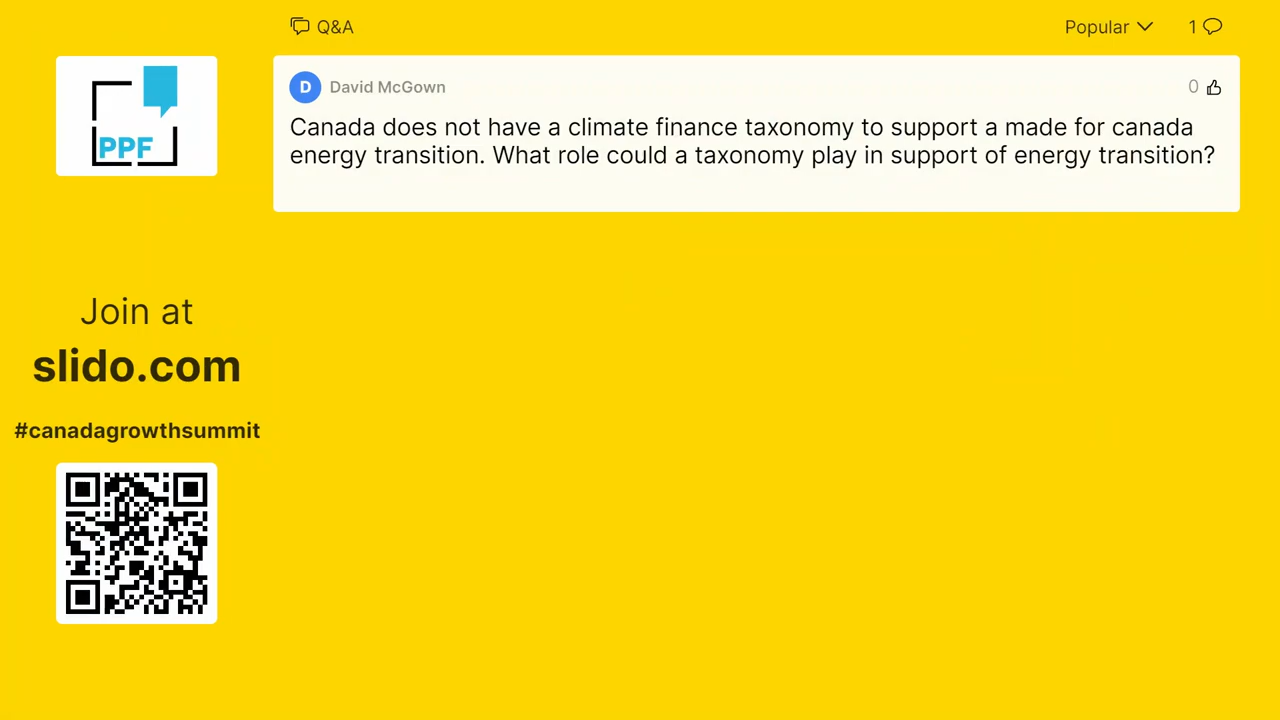 Q&A
Popular
1
PPF
D
David McGown
0
Canada does not have a climate finance taxonomy to support a made for canada
energy transition. What role could a taxonomy play in support of energy transition?
Join at
slido.com
#canadagrowthsummit